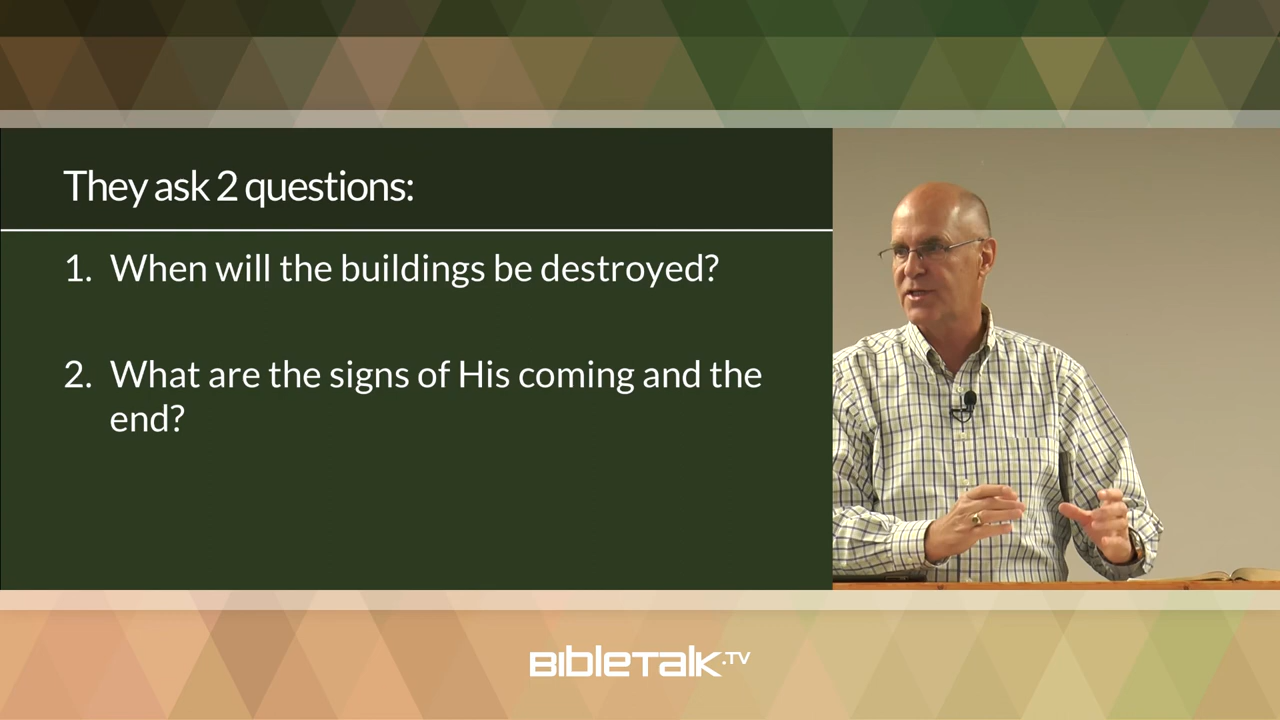 They ask 2 questions:
1. When will the buildings be destroyed?
2. What are the signs of His coming and the
end?
BIBLETALK.TV